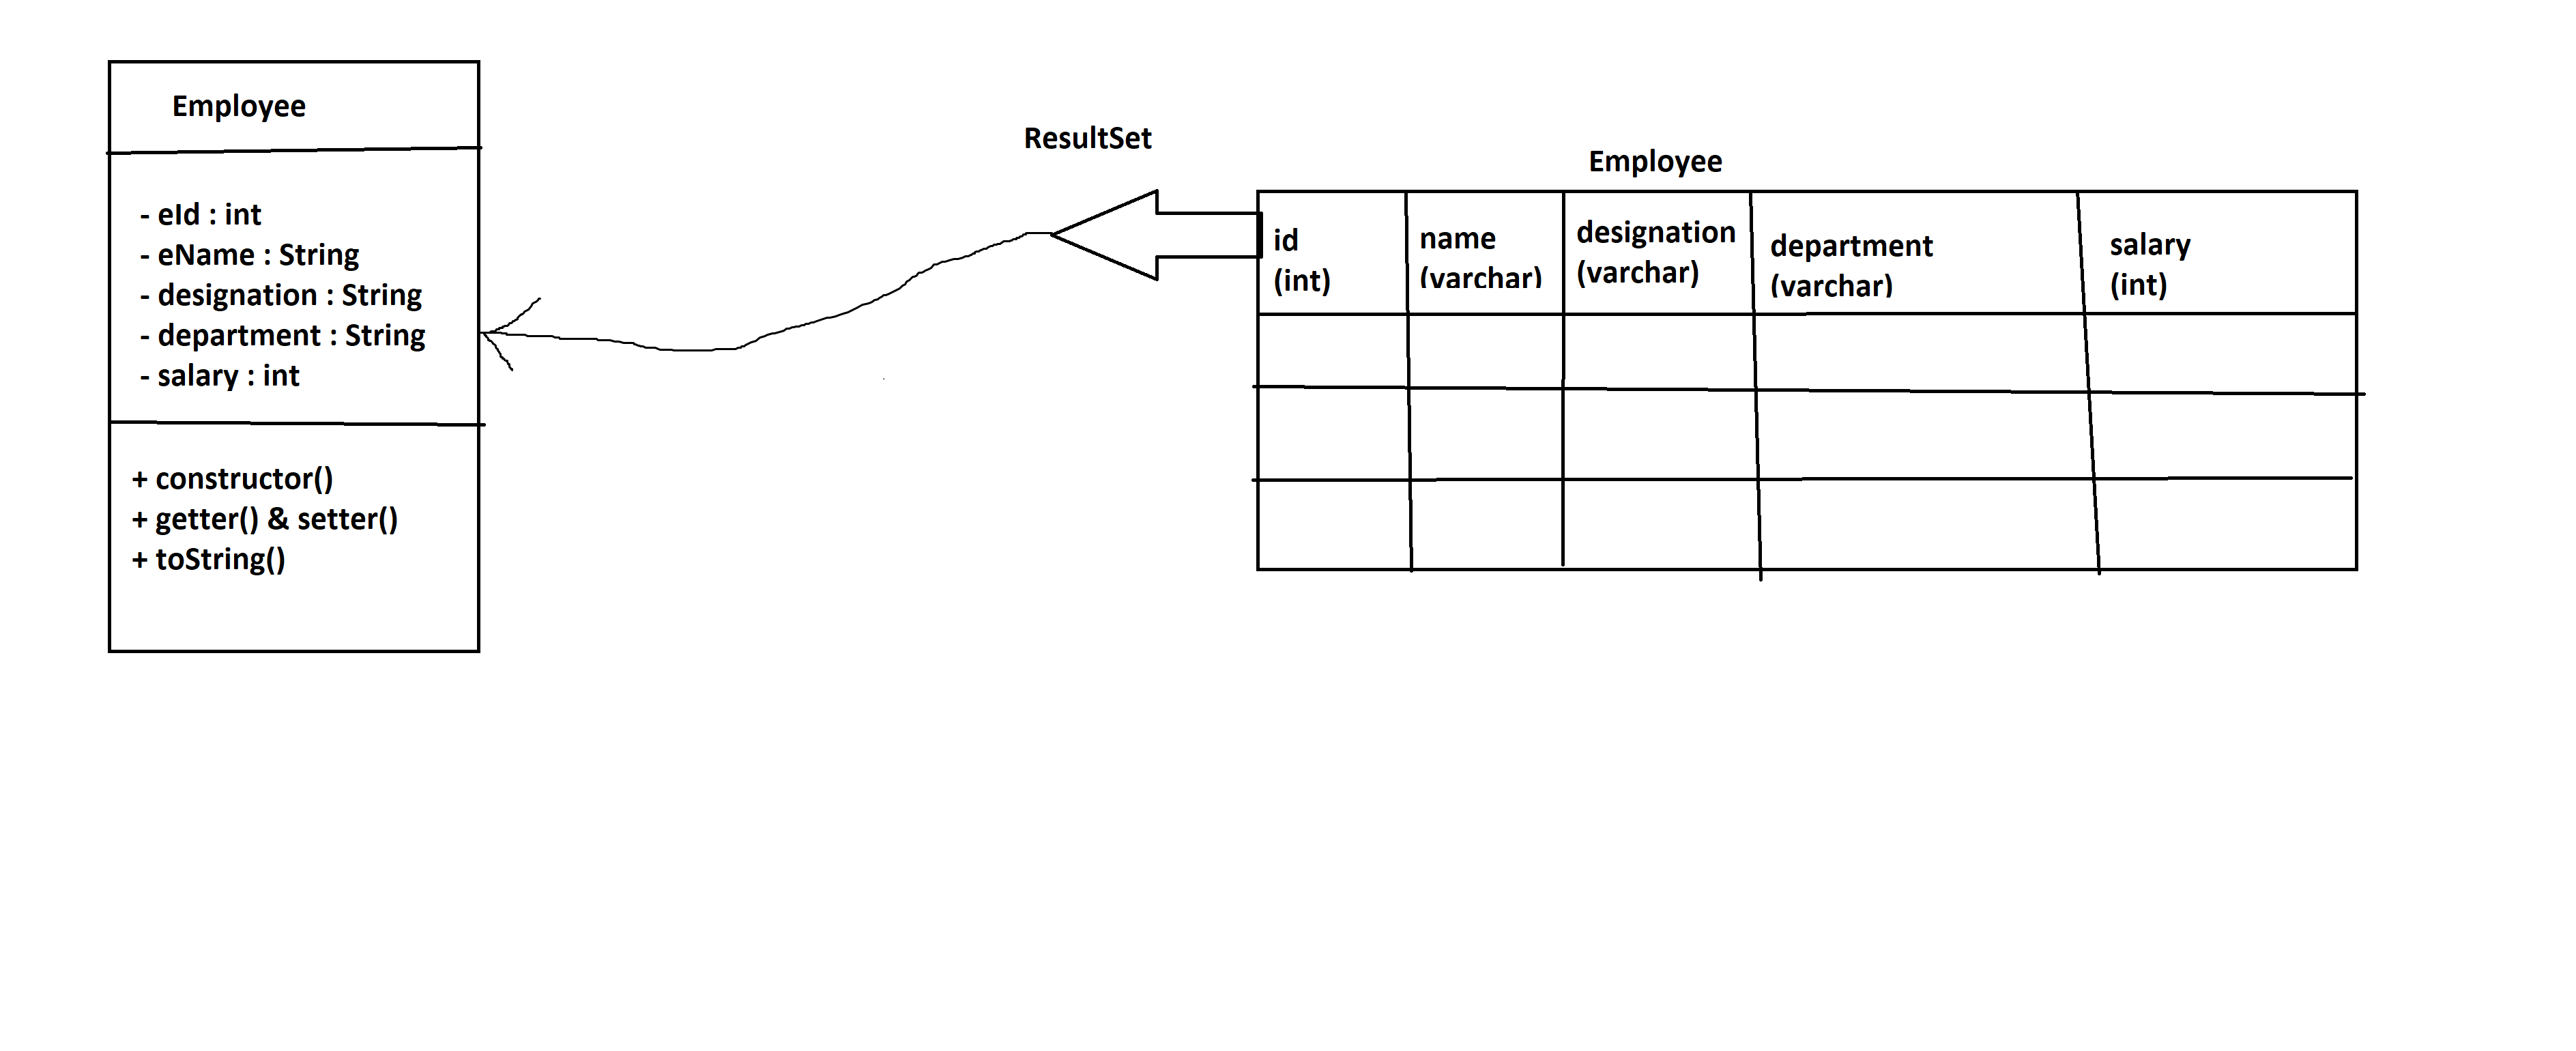 Employee
- eId : int
- eName : String
- designation : String
- department : String
- salary : int
+ constructor()
+ getter() & setter()
+ toString()
ResultSet
Employee
id
(int)
name
(varchar)
designation
(varchar)
department
(varchar)
salary
(int)